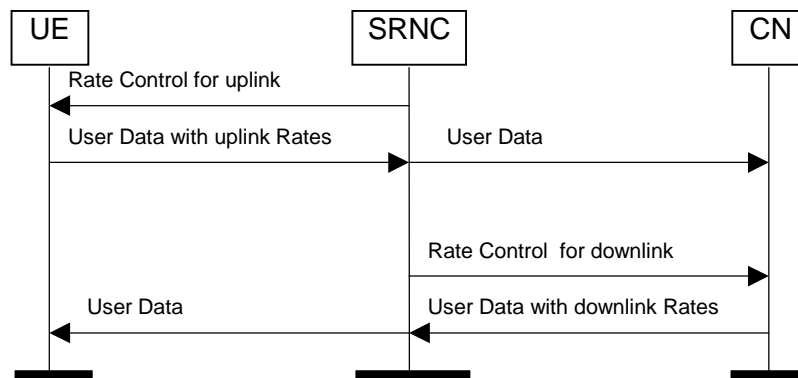 UE
SRNC
CN
Rate Control for uplink
User Data with uplink Rates
User Data
Rate Control for downlink
User Data
User Data with downlink Rates